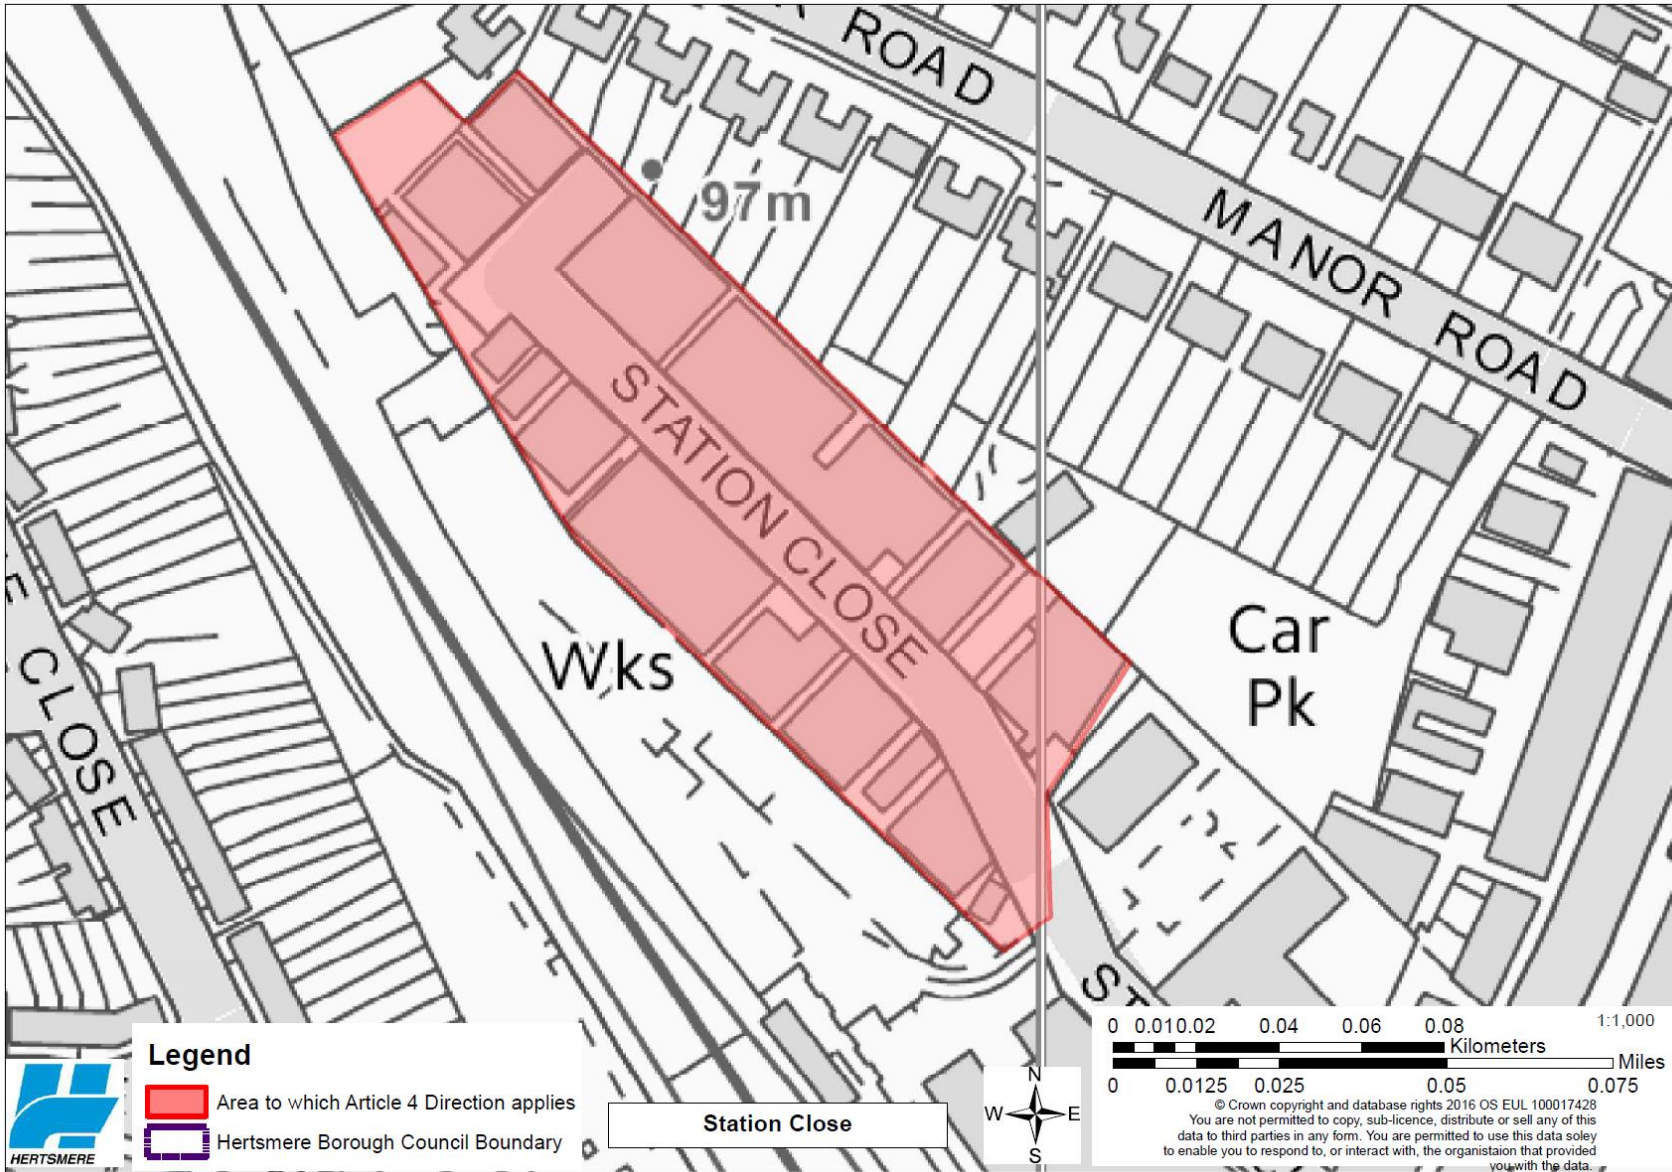 ROAD
97m
MANOR ROAD
STATION CLOSE
Wks
Car
Pk
CLOSE
ST
Legend
Area to which Article 4 Direction applies
Hertsmere Borough Council Boundary
HERTSMERE
Station Close
N
W E
S
0 0.01 0.02 0.04 0.06 0.08
Kilometers
1:1,000
Miles
0 0.0125 0.025 0.05 0.075
© Crown copyright and database rights 2016 OS EUL 100017428
You are not permitted to copy, sub-licence, distribute or sell any of this
data to third parties in any form. You are permitted to use this data soley
to enable you to respond to, or interact with, the organistaion that provided
you with the data.